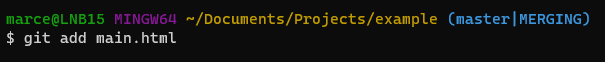 marce@LNB15 MINGW64 ~/Documents/Projects/example (master|MERGING)
$ git add main.html